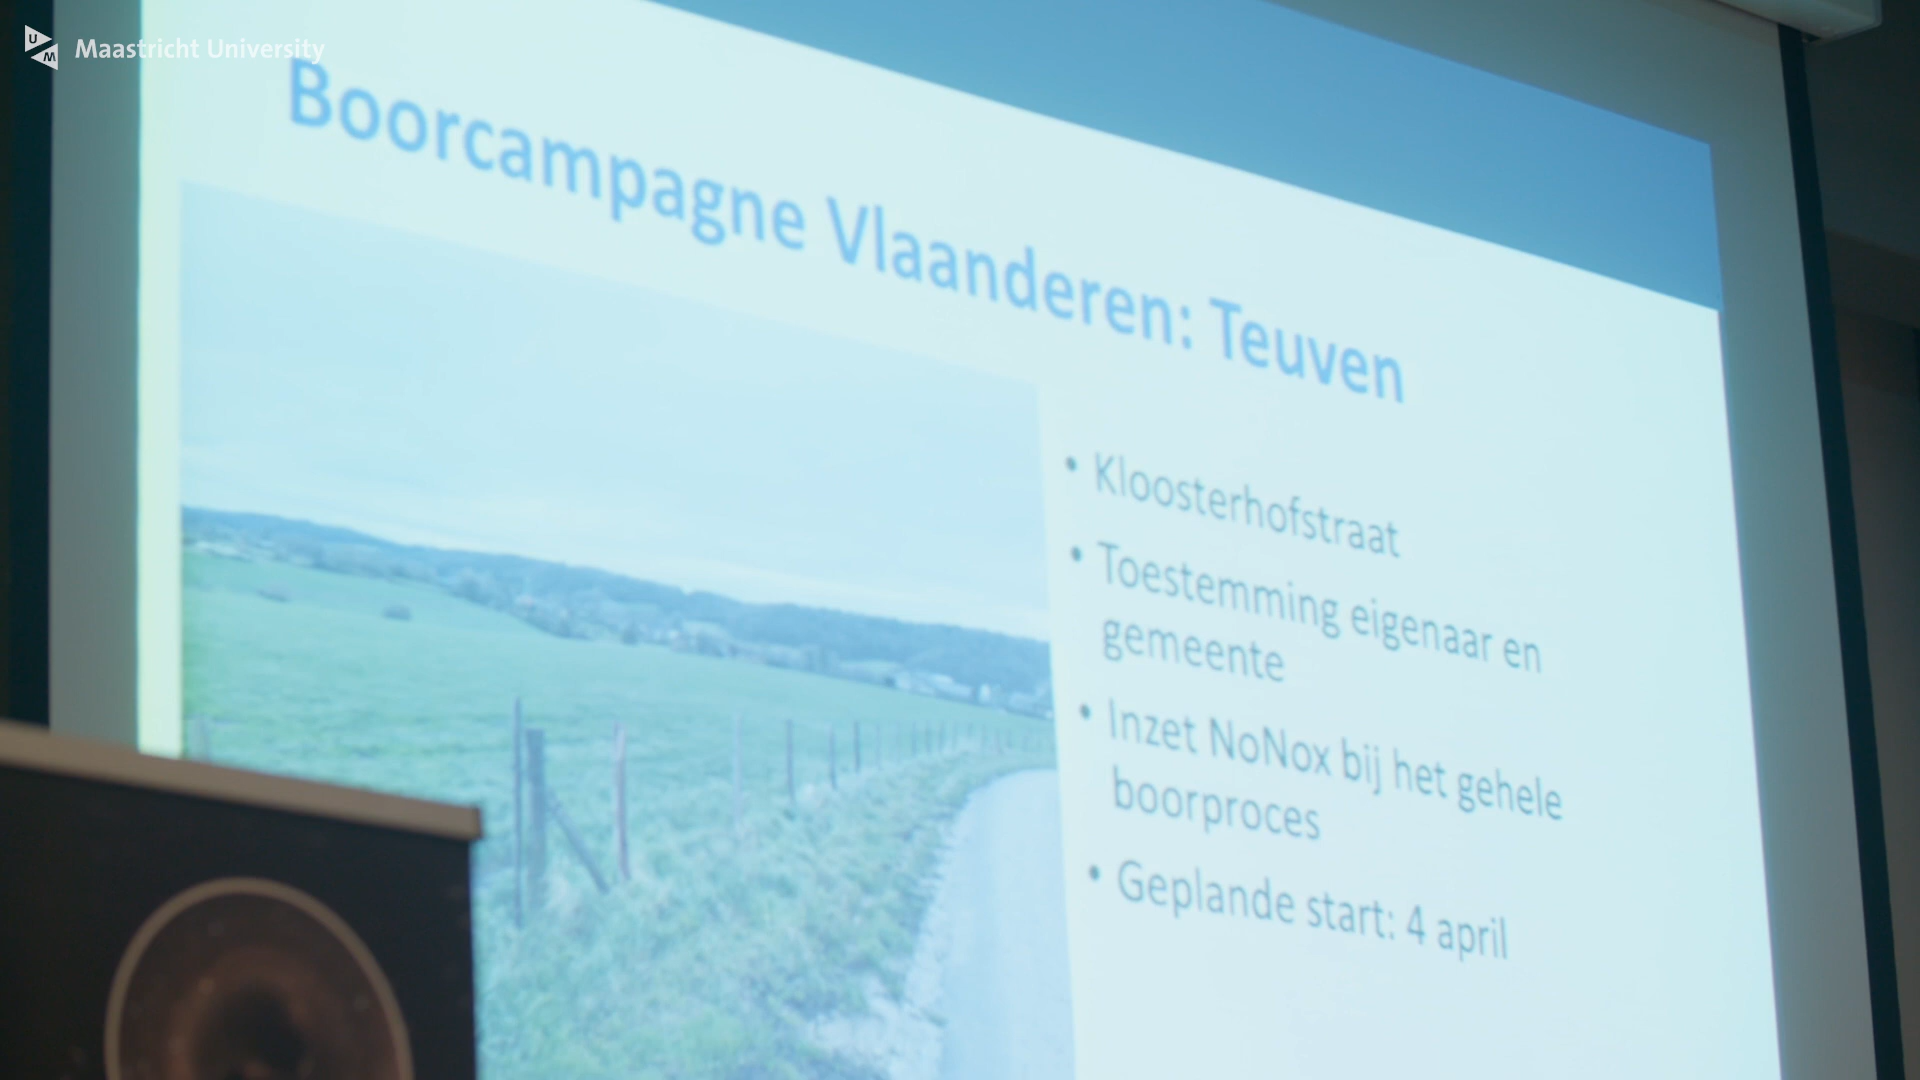 UM Maastricht University
Boorcampagne Vlaanderen: Teuven
• Kloosterhofstraat
• Toestemming eigenaar en
gemeente
• Inzet NoNox bij het gehele
boorproces
• Geplande start: 4 april